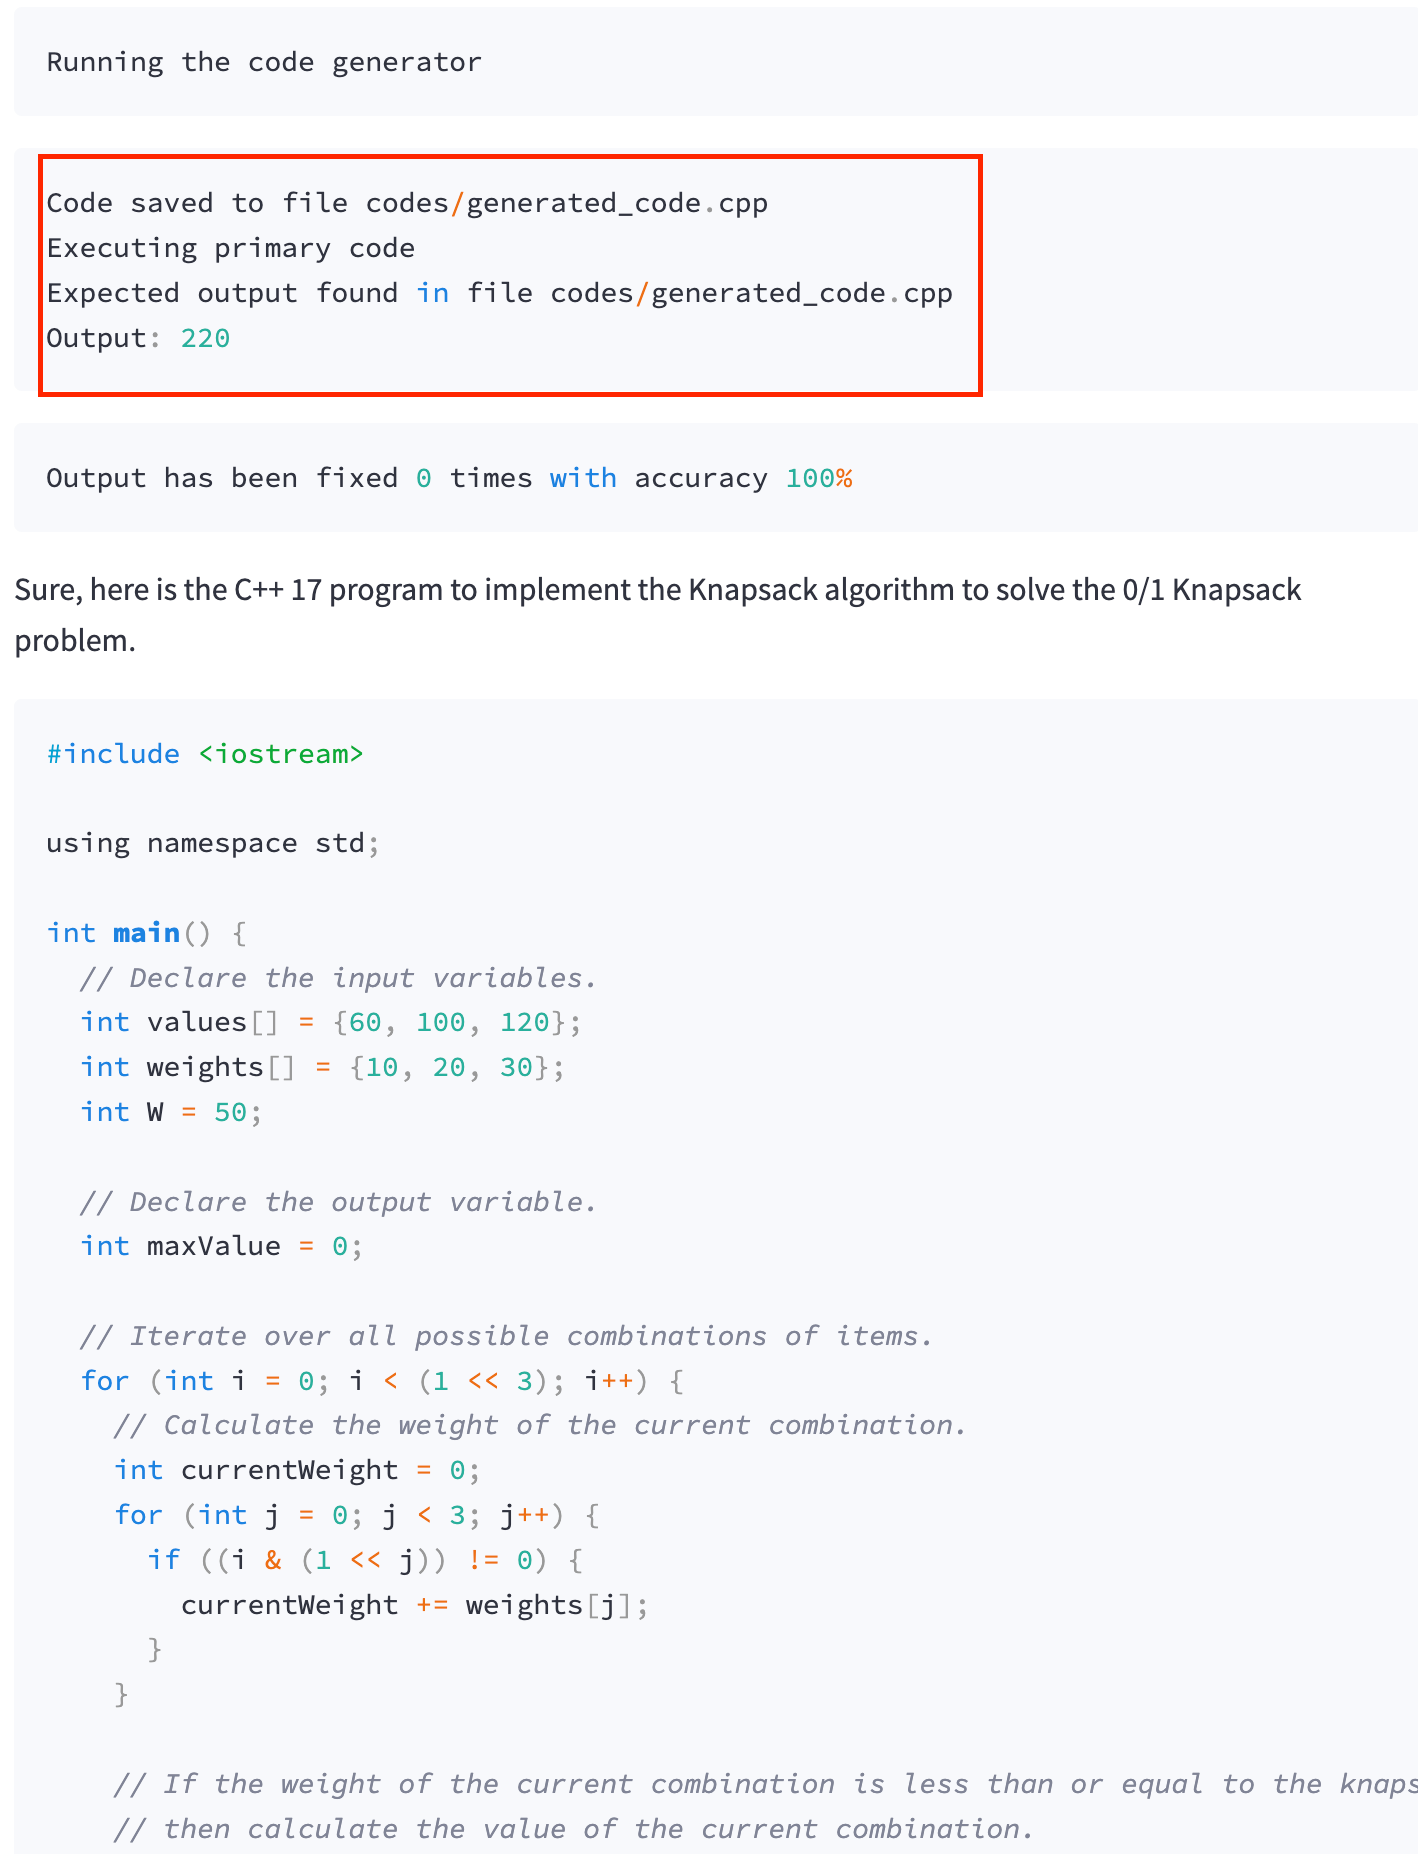 Running the code generator
Code saved to file codes/generated_code.cpp
Executing primary code
Expected output found in file codes/generated_code.cpp
Output: 220
Output has been fixed 0 times with accuracy 100%
Sure, here is the C++ 17 program to implement the Knapsack algorithm to solve the 0/1 Knapsack
problem.
#include <iostream>
using namespace std;
int main() {
// Declare the input variables.
int values[] = {60, 100, 120};
int weights[] = {10, 20, 30};
int W = 50;
// Declare the output variable.
int maxValue = 0;
// Iterate over all possible combinations of items.
for (int i = 0; i < (1 << 3); i++) {
// Calculate the weight of the current combination.
int currentWeight = 0;
for (int j = 0; j < 3; j++) {
if ((i & (1 << j)) != 0) {
currentWeight += weights[j];
}
}
// If the weight of the current combination is less than or equal to the knaps
// then calculate the value of the current combination.